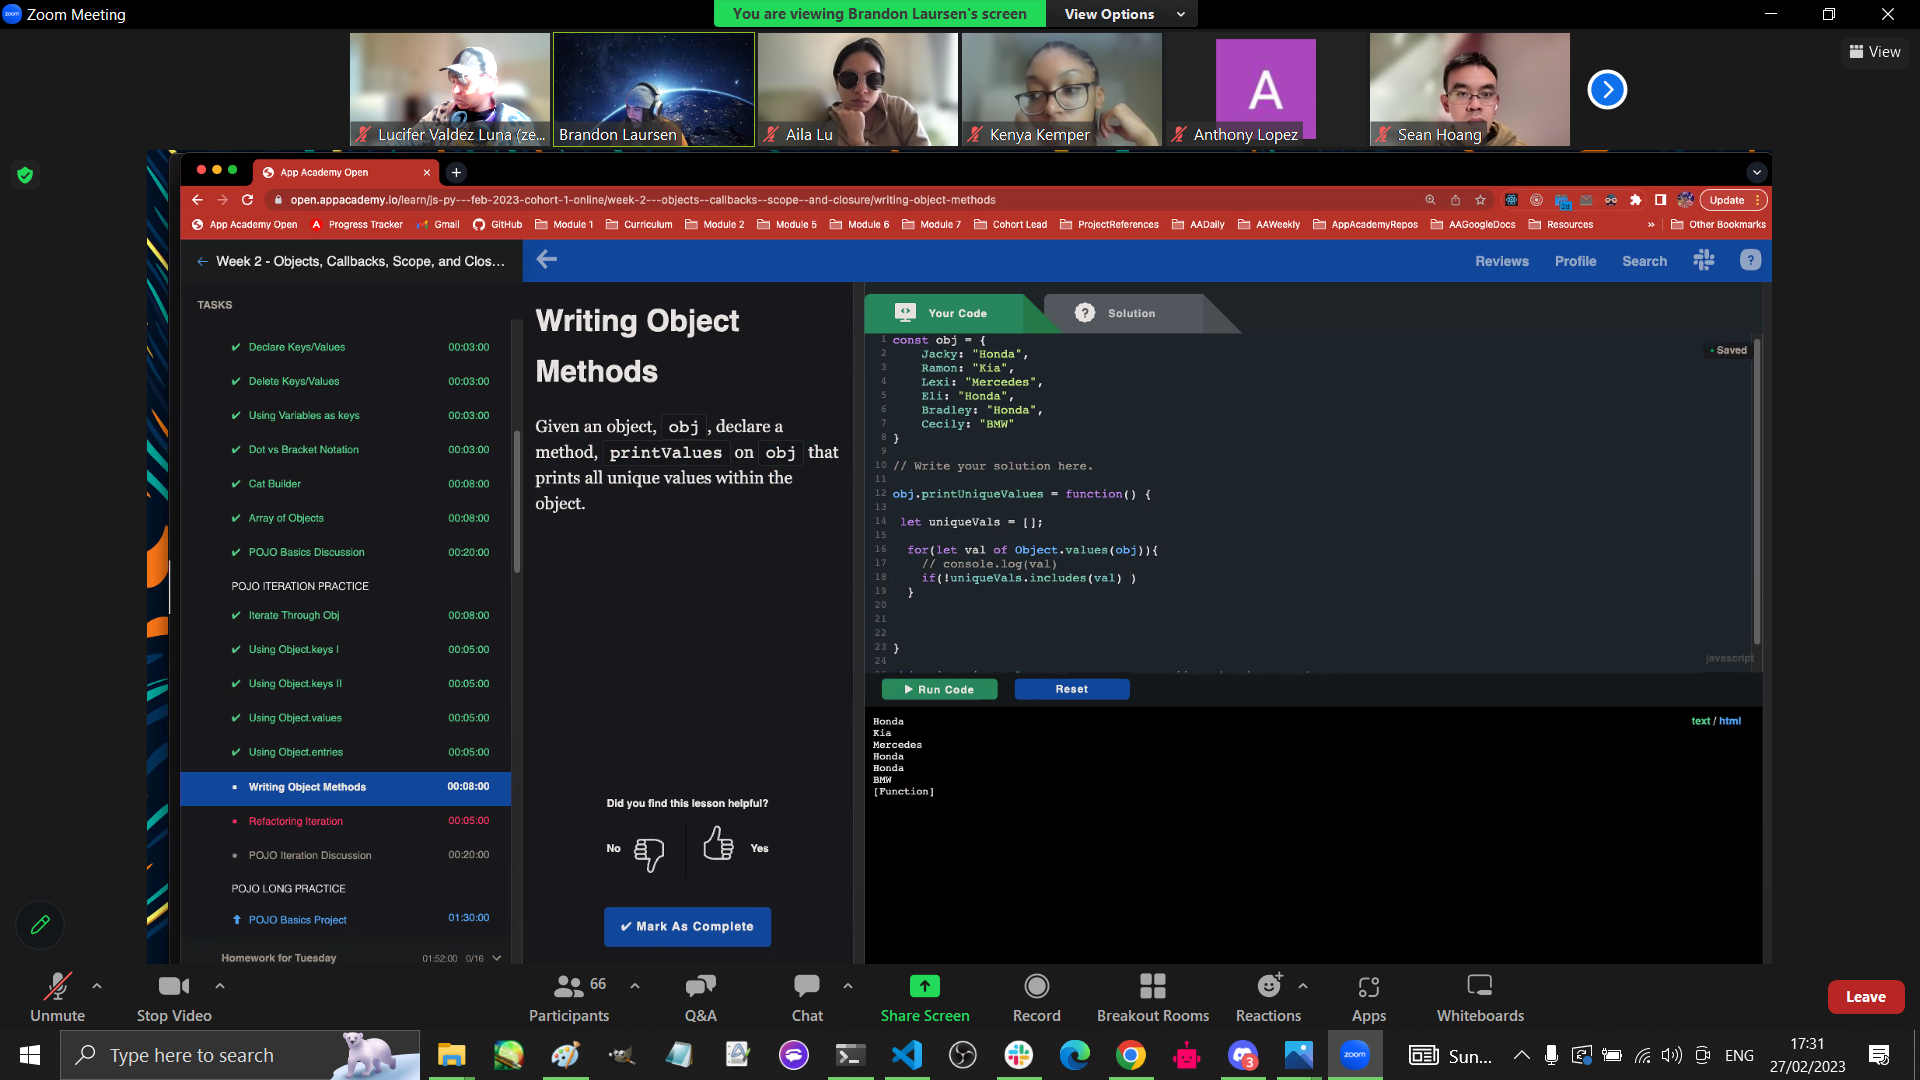 Zoom Meeting
You are viewing Brandon Laursen's screen
View Options
View
Lucifer Valdez Luna (ze...
Brandon Laursen
Aila Lu
Kenya Kemper
A
Anthony Lopez
Sean Hoang
App Academy Open
open.appacademy.io/learn/js-py---feb-2023-cohort-1-online/week-2---objects--callbacks--scope--and-closure/writing-object-methods
Update
App Academy Open
Progress Tracker
Gmail
GitHub
Module 1
Curriculum
Module 2
Module 5
Module 6
Module 7
Cohort Lead
ProjectReferences
AADaily
AAWeekly
AppAcademyRepos
AAGoogleDocs
Resources
»
Other Bookmarks
Week 2 - Objects, Callbacks, Scope, and Clos...
Reviews
Profile
Search
?
TASKS
Declare Keys/Values 00:03:00
Delete Keys/Values 00:03:00
Using Variables as keys 00:03:00
Dot vs Bracket Notation 00:03:00
Cat Builder 00:08:00
Array of Objects 00:08:00
POJO Basics Discussion 00:20:00
POJO ITERATION PRACTICE
Iterate Through Obj 00:08:00
Using Object.keys I 00:05:00
Using Object.keys II 00:05:00
Using Object.values 00:05:00
Using Object.entries 00:05:00
Writing Object Methods 00:08:00
Refactoring Iteration 00:05:00
POJO Iteration Discussion 00:20:00
POJO LONG PRACTICE
POJO Basics Project 01:30:00
Homework for Tuesday 01:52:00 0/16
Writing Object
Methods
Given an object, obj , declare a
method, printValues on obj that
prints all unique values within the
object.
Did you find this lesson helpful?
No
Yes
✔ Mark As Complete
Your Code
? Solution
Saved
1 const obj = {
2 Jacky: "Honda",
3 Ramon: "Kia",
4 Lexi: "Mercedes",
5 Eli: "Honda",
6 Bradley: "Honda",
7 Cecily: "BMW"
8 }
9
10 // Write your solution here.
11
12 obj.printUniqueValues = function() {
13
14 let uniqueVals = [];
15
16 for(let val of Object.values(obj)){
17 // console.log(val)
18 if(!uniqueVals.includes(val) )
19 }
20
21
22
23 }
24
javascript
Run Code
Reset
text / html
Honda
Kia
Mercedes
Honda
Honda
BMW
[Function]
Unmute
Stop Video
66
Participants
Q&A
Chat
Share Screen
Record
Breakout Rooms
Reactions
Apps
Whiteboards
Leave
Type here to search
3
zoom
Sun...
ENG
17:31
27/02/2023